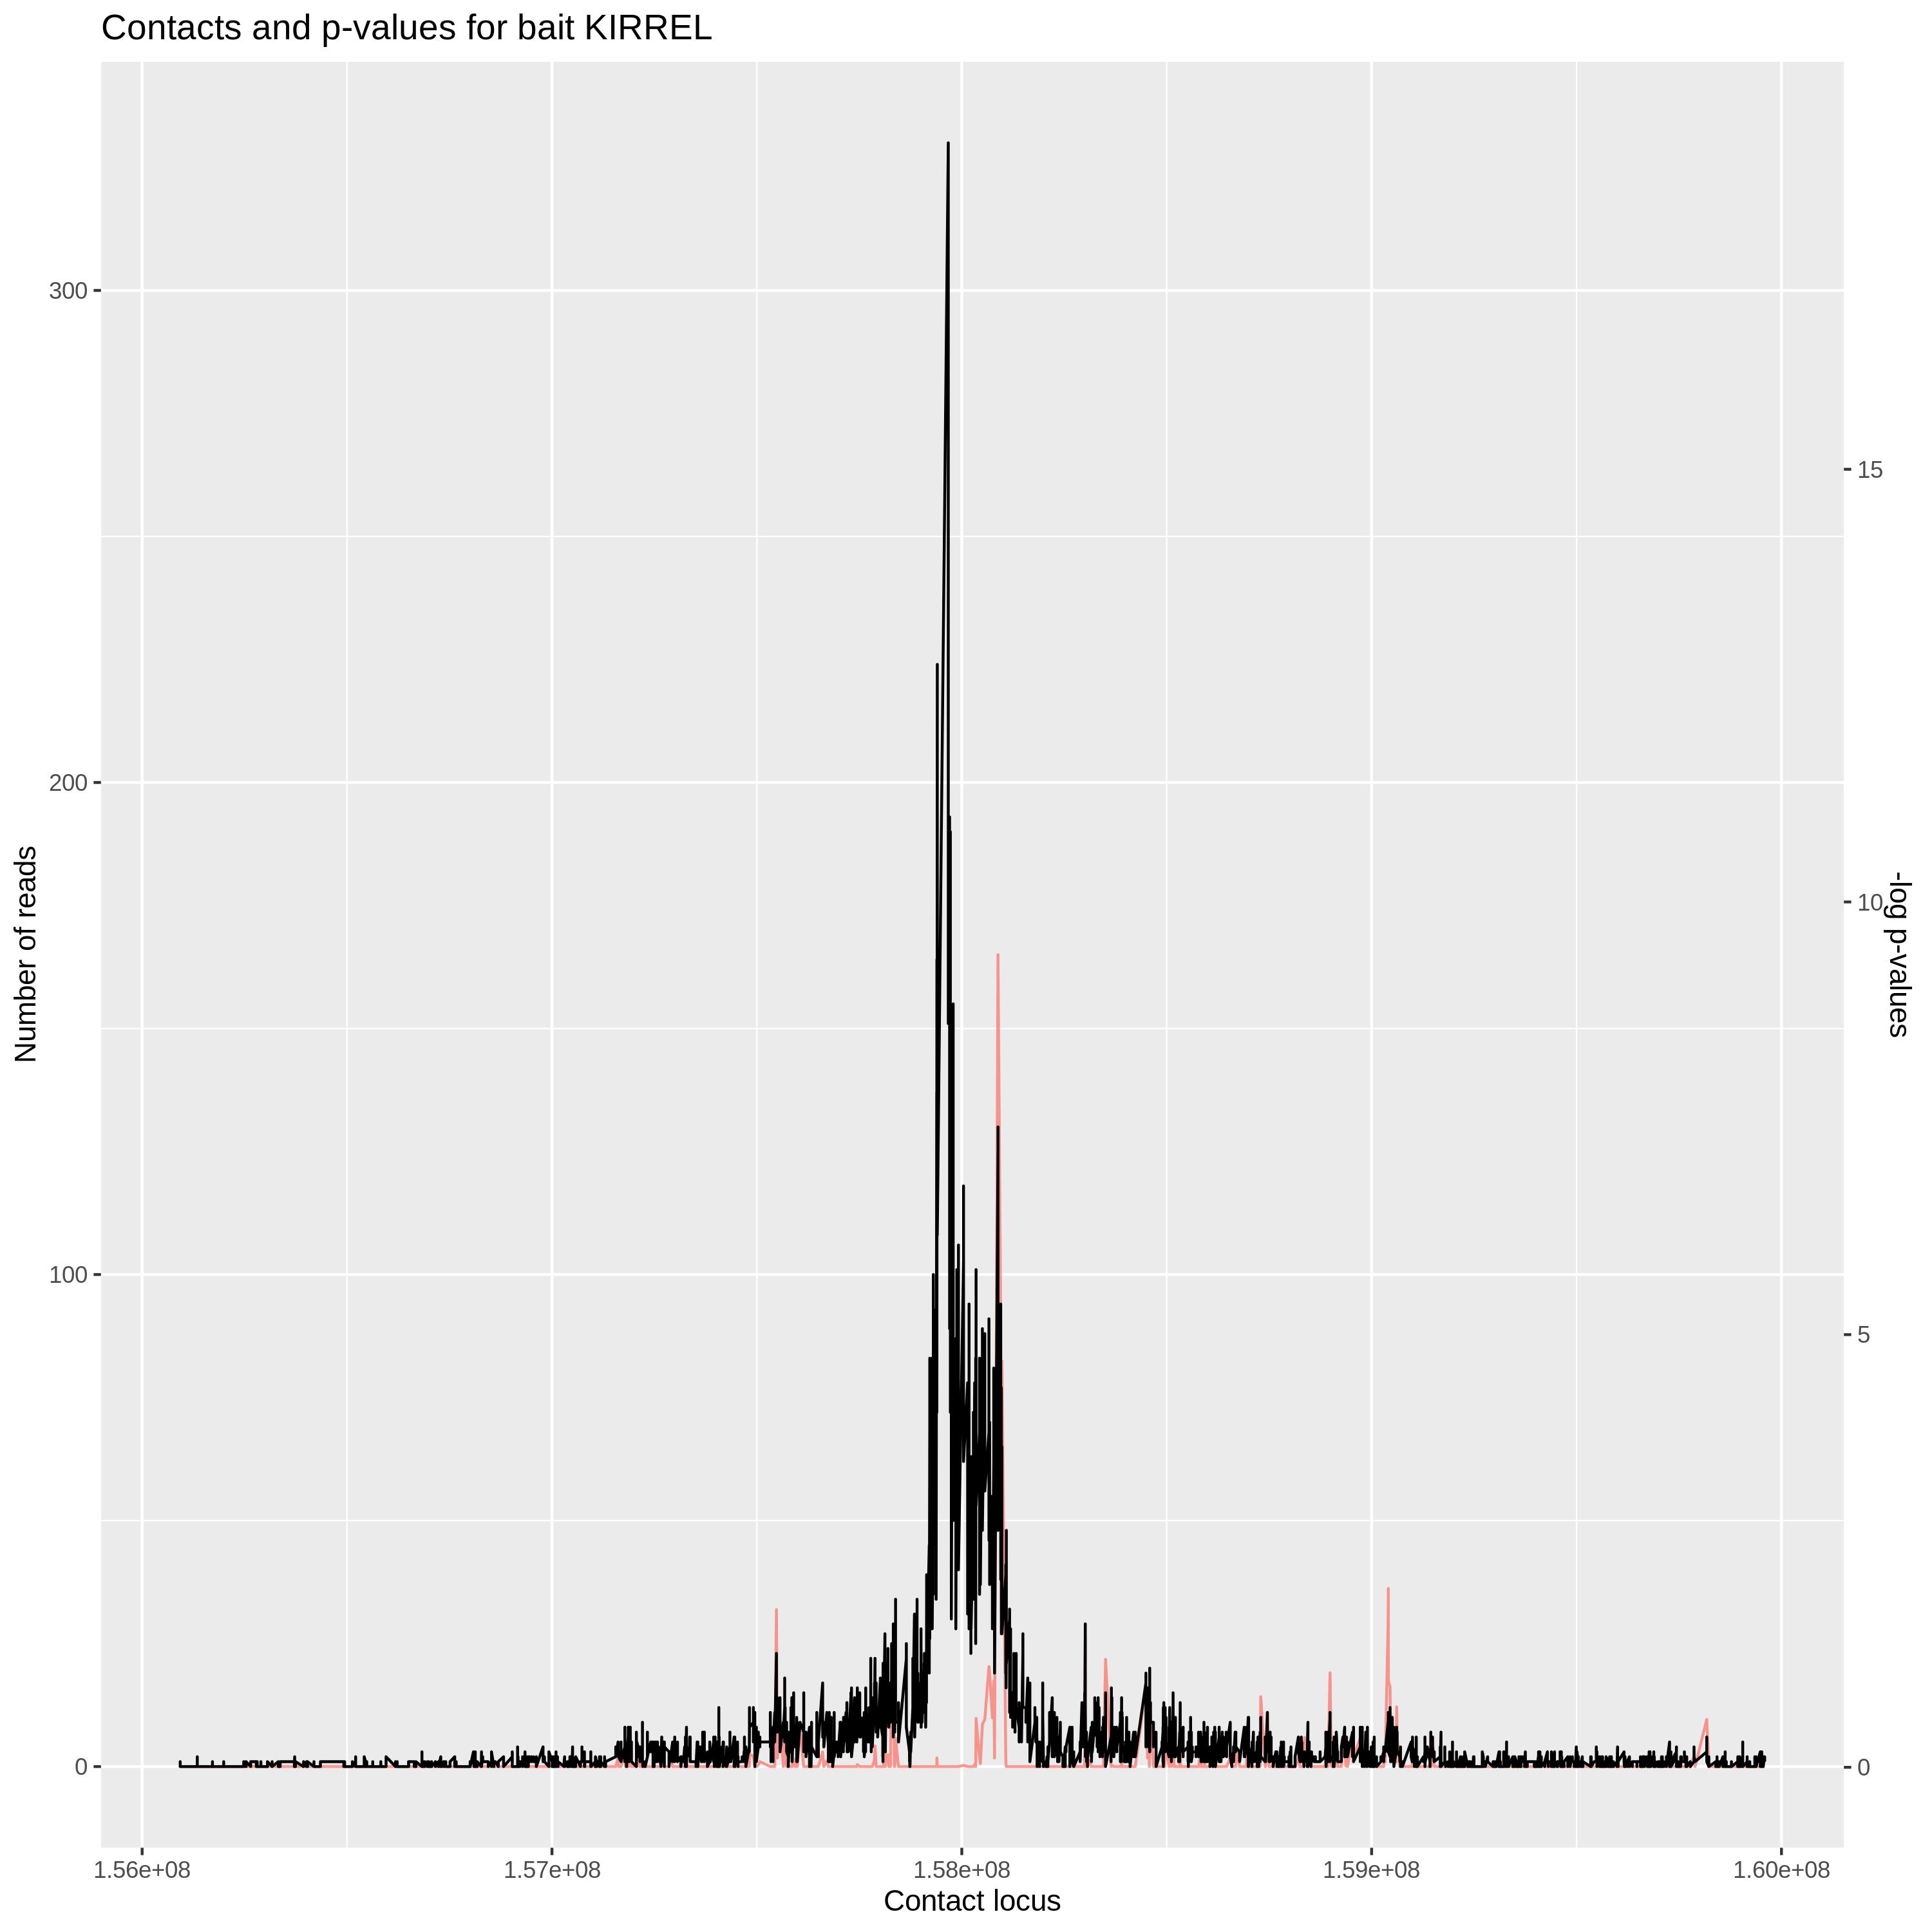 Contacts and p-values for bait KIRREL
Number of reads
300
200
100
0
15
10
5
0
-log p-values
1.56e+08
1.57e+08
1.58e+08
1.59e+08
1.60e+08
Contact locus